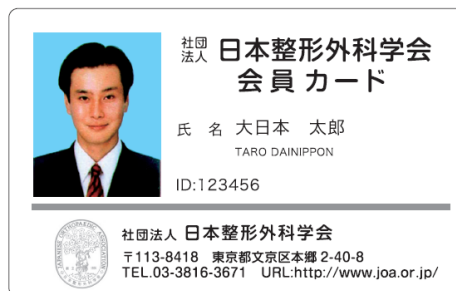 社団法人 日本整形外科学会
会員 カード
氏 名 大日本 太郎
TARO DAINIPPON
ID:123456
JAPANESE ORTHOPAEDIC ASSOCIATION
社団法人 日本整形外科学会
〒113-8418 東京都文京区本郷 2-40-8
TEL.03-3816-3671 URL:http://www.joa.or.jp/